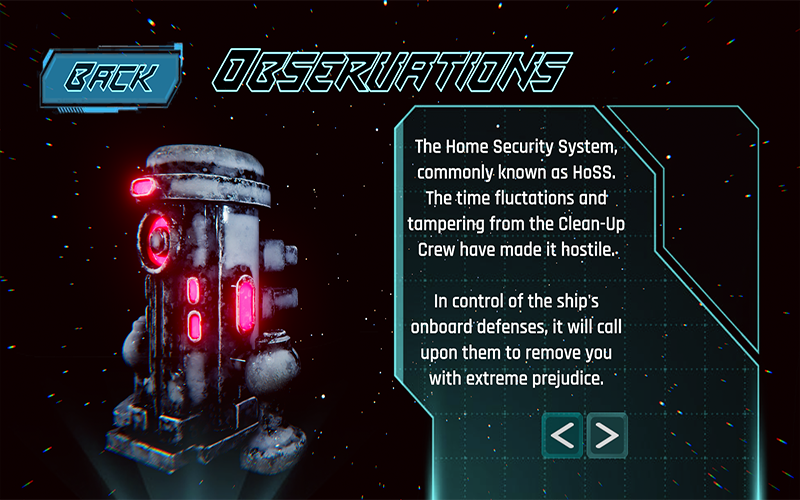 Back
Observations
The Home Security System,
commonly known as HoSS.
The time fluctations and
tampering from the Clean-Up
Crew have made it hostile.
In control of the ship's
onboard defenses, it will call
upon them to remove you
with extreme prejudice.
< >